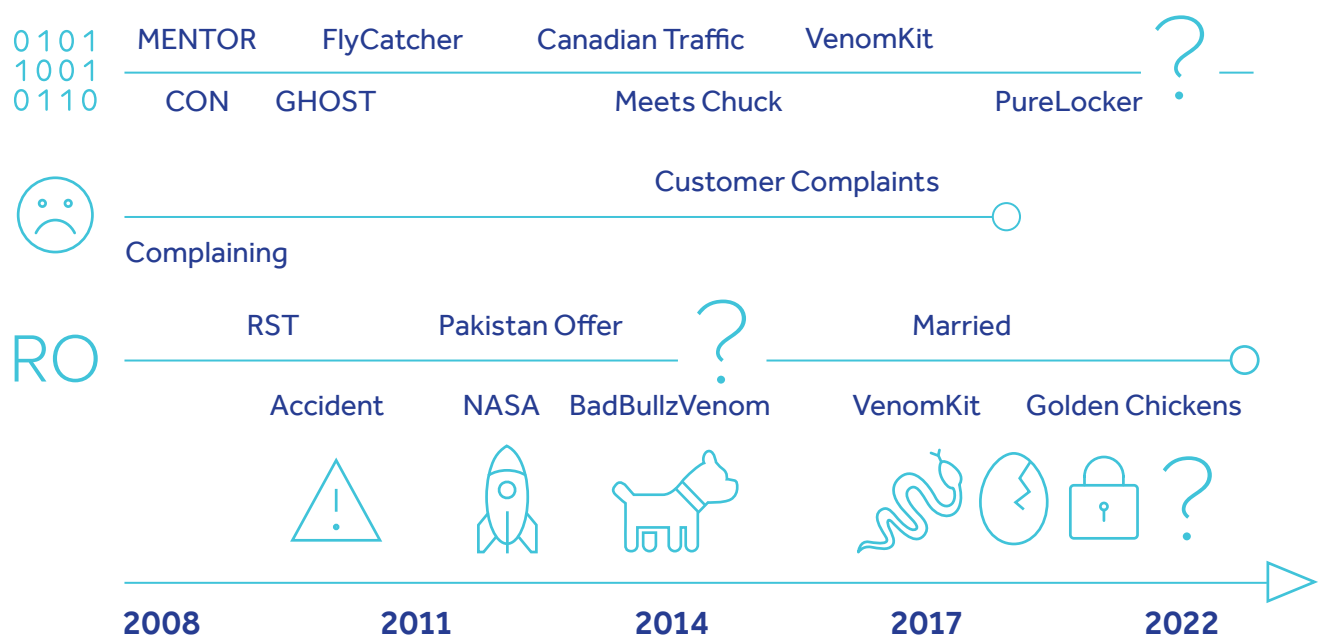 0101
1001
0110
MENTOR FlyCatcher Canadian Traffic VenomKit ?
CON GHOST Meets Chuck PureLocker
Customer Complaints
Complaining
RO
RST Pakistan Offer ? Married
Accident NASA BadBullzVenom VenomKit Golden Chickens
!
?
2008 2011 2014 2017 2022